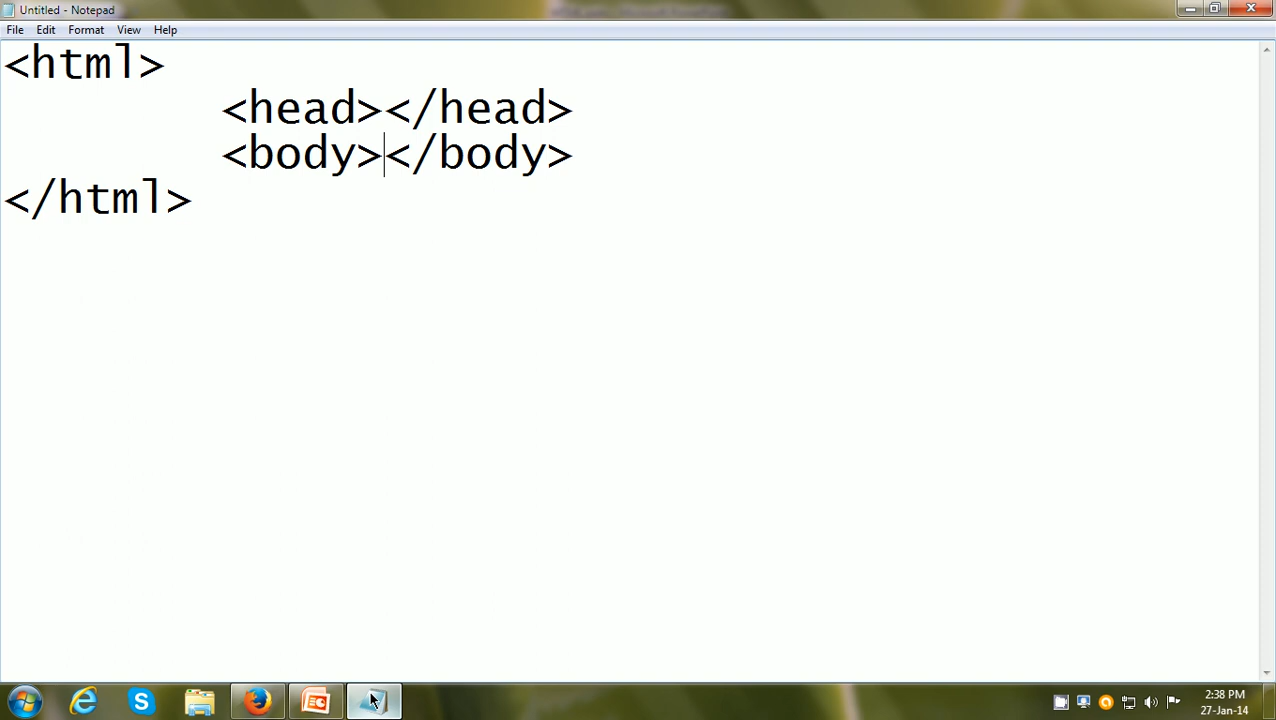 Untitled - Notepad
File Edit Format View Help
<html>
<head></head>
<body></body>
</html>
2:38 PM
27-Jan-14